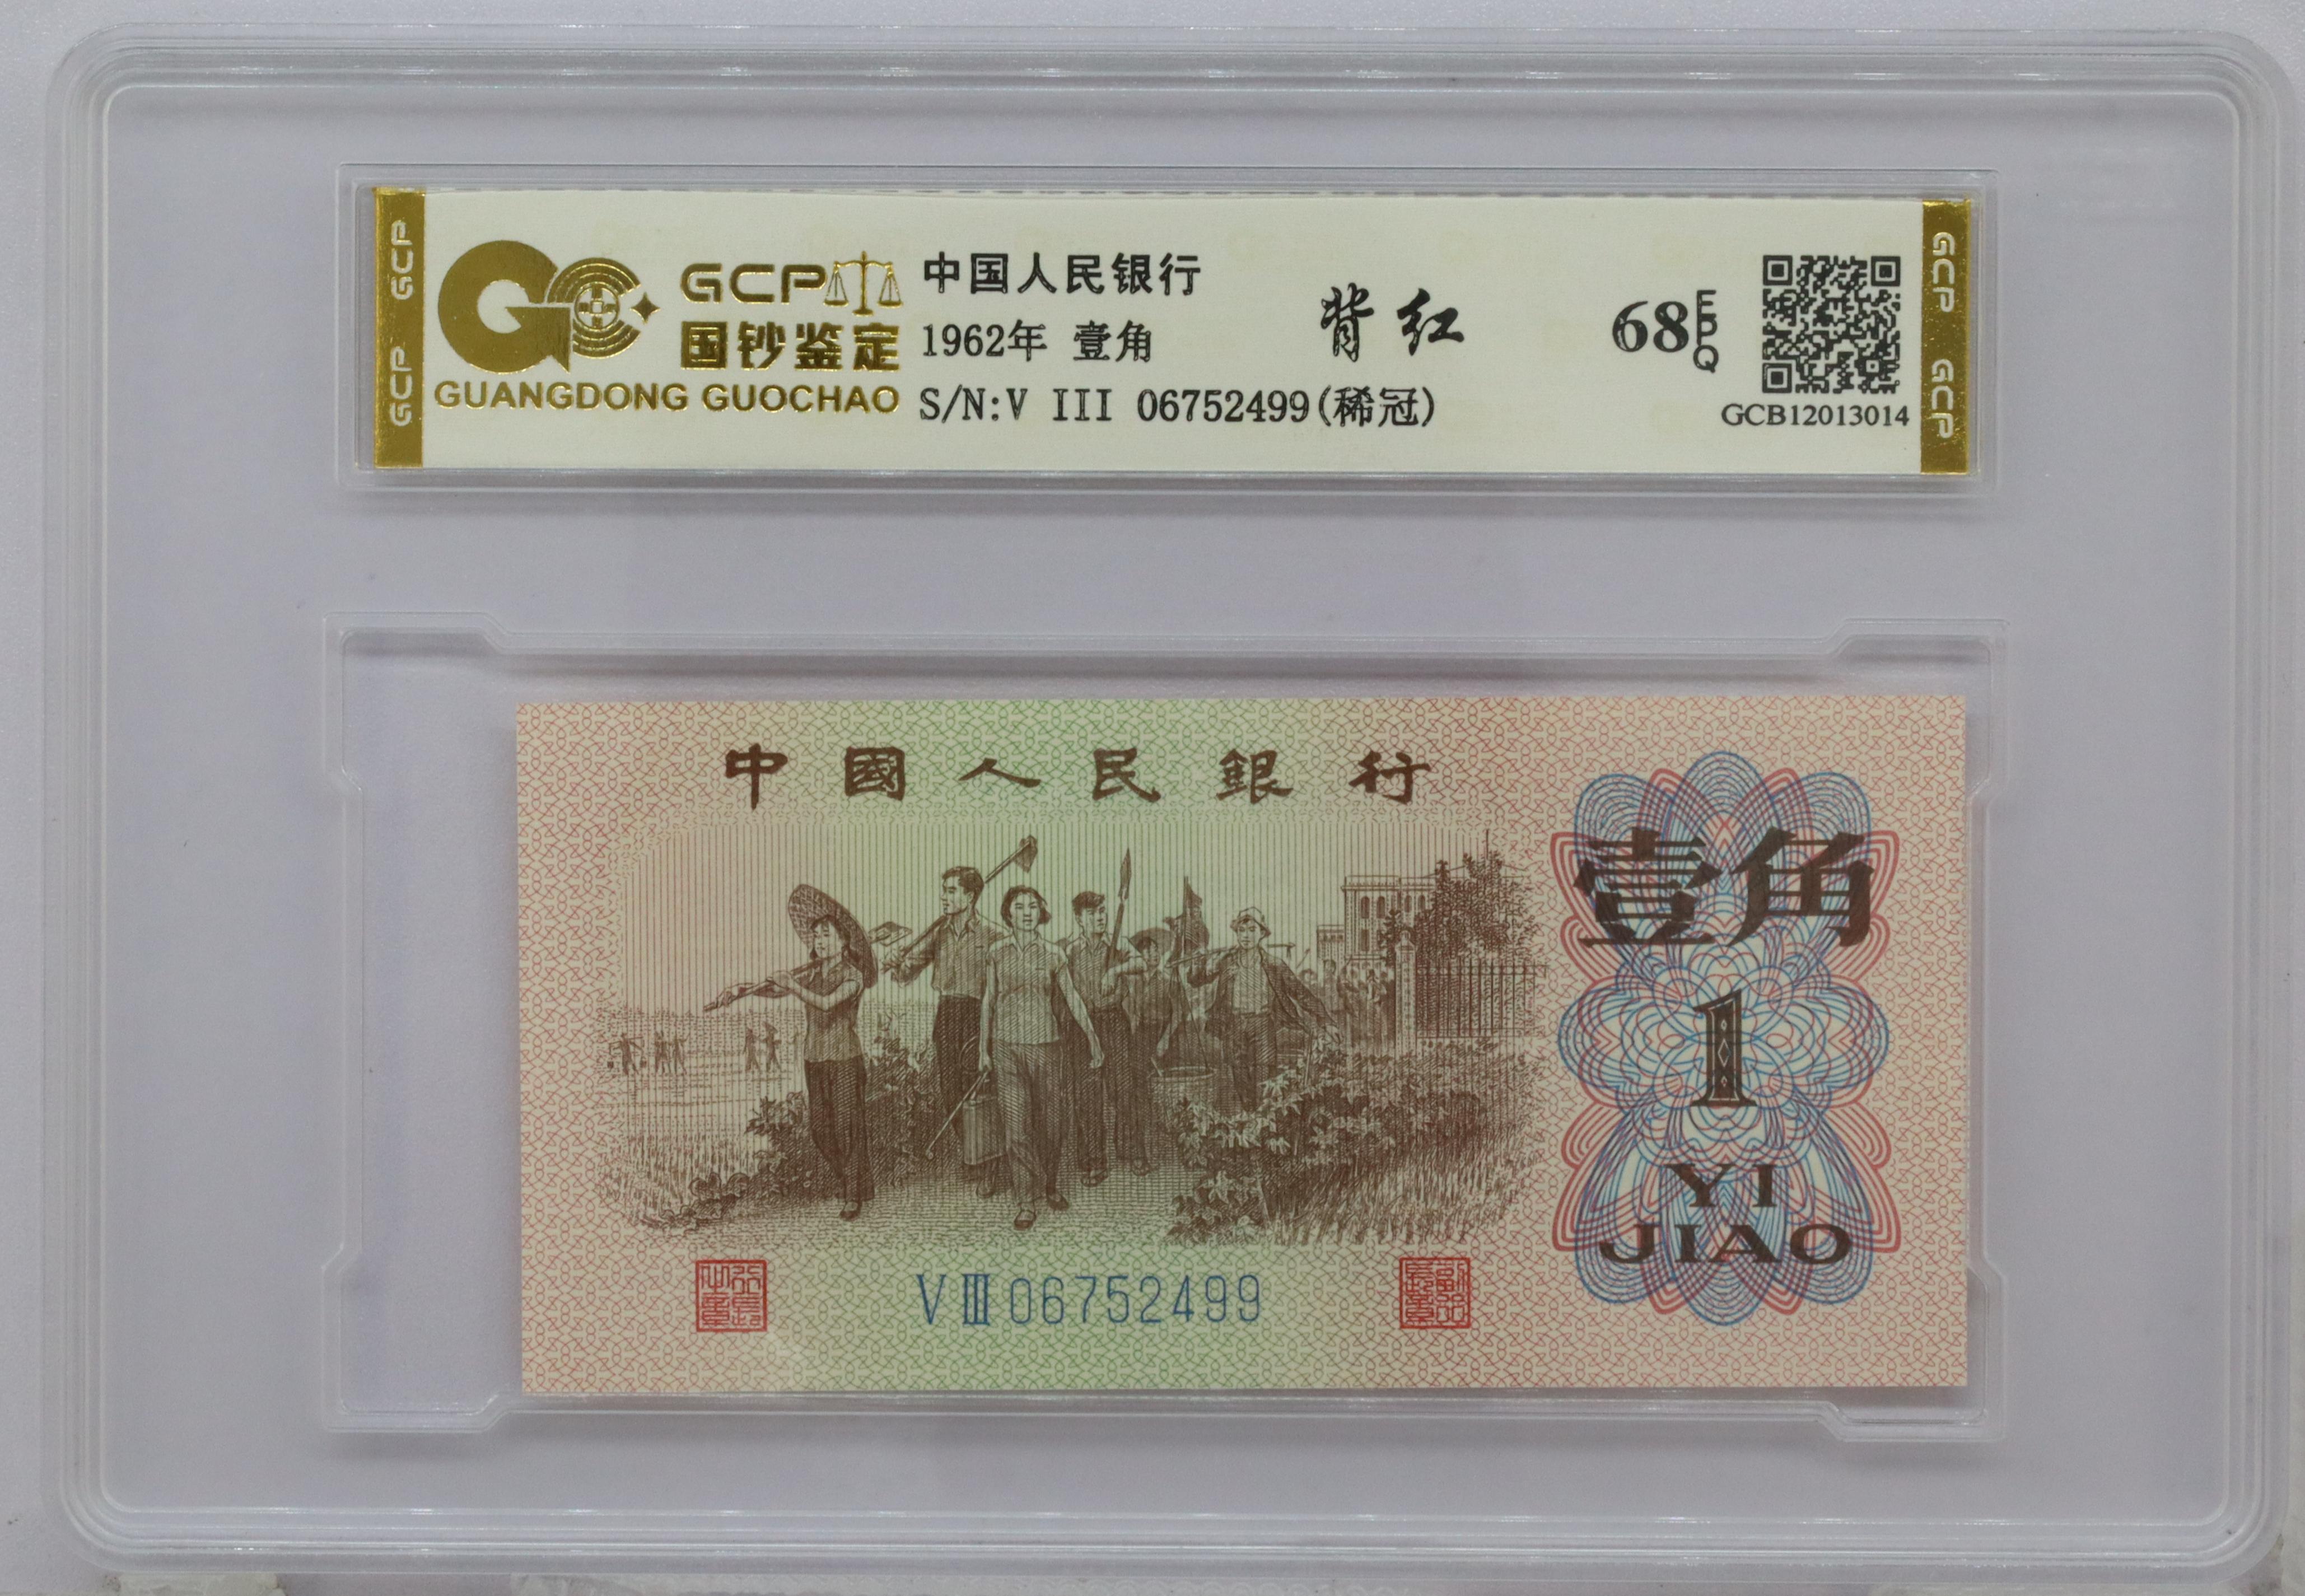 GCP GCP
GCP
国钞鉴定
GUANGDONG GUOCHAO
中国人民银行
1962年 壹角
S/N:V III 06752499(稀冠)
背红
68 EPQ
GCB12013014
GCP GCP
中國人民銀行
壹角
1
YI
JIAO
V III 06752499